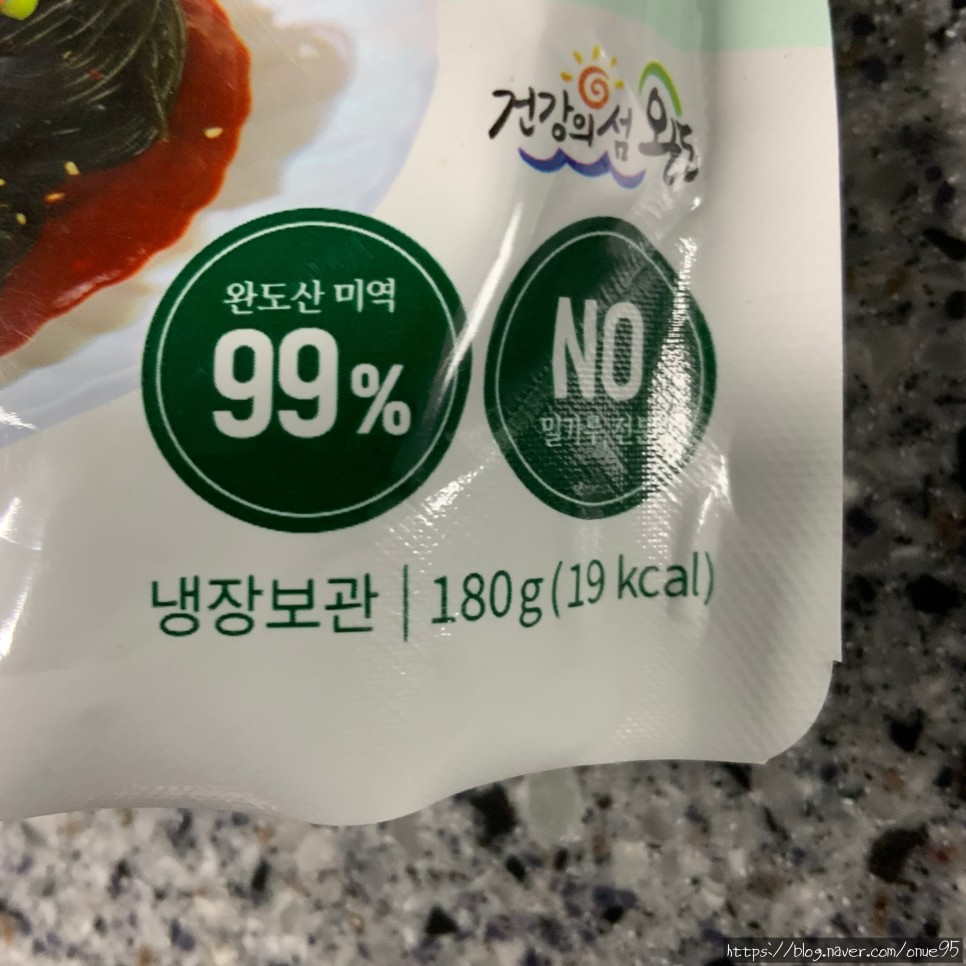 건강의 섬 완도
완도산 미역
99%
NO
밀가루, 전분
냉장보관 | 180g(19 kcal)
https://blog.naver.com/onue95